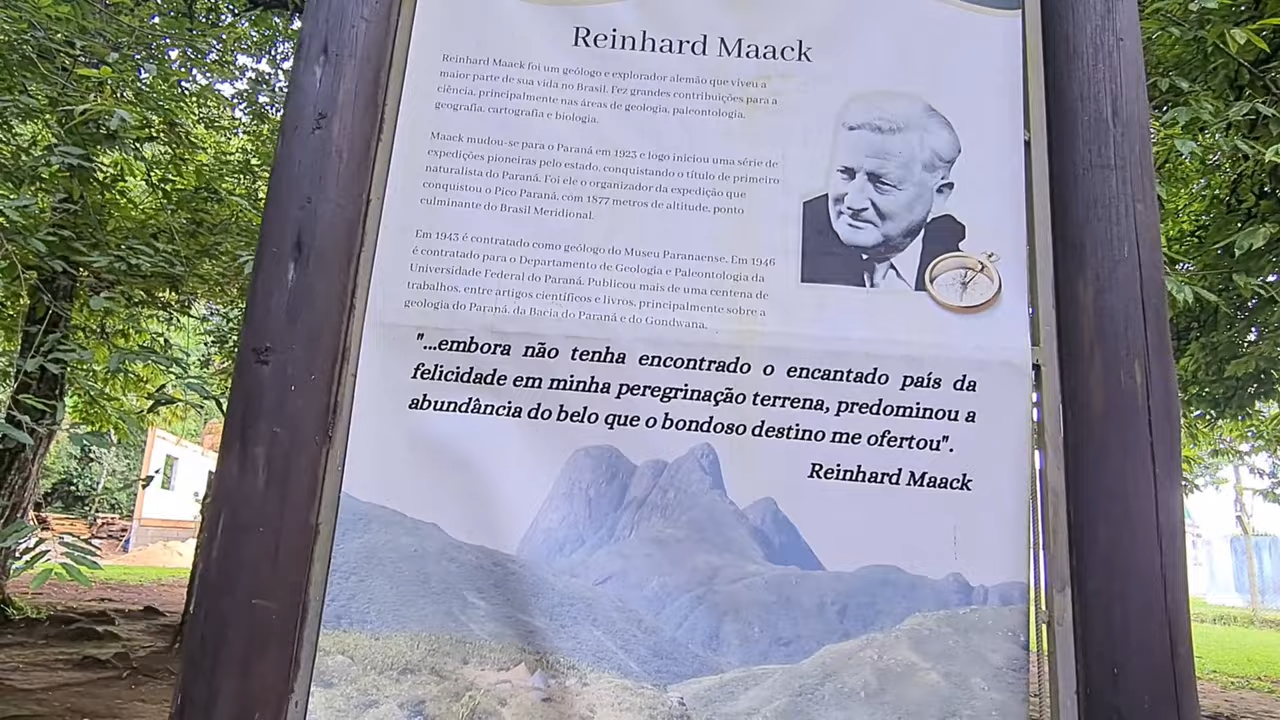 Reinhard Maack
Reinhard Maack foi um geólogo e explorador alemão que viveu a
maior parte de sua vida no Brasil. Fez grandes contribuições para a
ciência, principalmente nas áreas de geologia, paleontologia,
geografia, cartografia e biologia.
Maack mudou-se para o Paraná em 1923 e logo iniciou uma série de
expedições pioneiras pelo estado, conquistando o título de primeiro
naturalista do Paraná. Foi ele o organizador da expedição que
conquistou o Pico Paraná, com 1877 metros de altitude, ponto
culminante do Brasil Meridional.
Em 1943 é contratado como geólogo do Museu Paranaense. Em 1946
é contratado para o Departamento de Geologia e Paleontologia da
Universidade Federal do Paraná. Publicou mais de uma centena de
trabalhos, entre artigos científicos e livros, principalmente sobre a
geologia do Paraná, da Bacia do Paraná e do Gondwana.
"...embora não tenha encontrado o encantado país da
felicidade em minha peregrinação terrena, predominou a
abundância do belo que o bondoso destino me ofertou".
Reinhard Maack